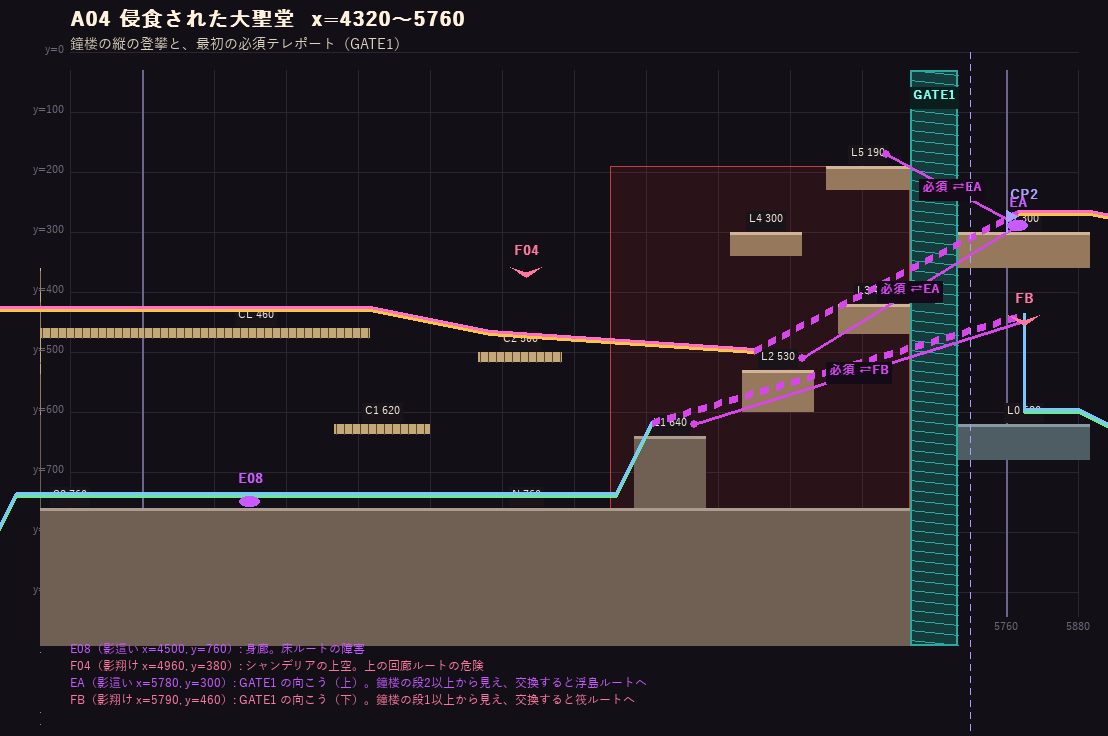 A04 侵食された大聖堂 x=4320〜5760
鐘楼の縦の登攀と、最初の必須テレポート（GATE1）
y=0
y=100
GATE1
L5 190
y=200
必須 ⇌EA
CP2
EA
300
L4 300
y=300
F04
y=400
必須 ⇌EA
FB
CL 460
y=500
L2 530
必須 ⇌FB
y=600
C1 620
y=700
E08
5760
5880
E08（影這い x=4500, y=760）: 身廊。床ルートの障害
F04（影翔け x=4960, y=380）: シャンデリアの上空。上の回廊ルートの危険
EA（影這い x=5780, y=300）: GATE1 の向こう（上）。鐘楼の段2以上から見え、交換すると浮島ルートへ
FB（影翔け x=5790, y=460）: GATE1 の向こう（下）。鐘楼の段1以上から見え、交換すると筏ルートへ